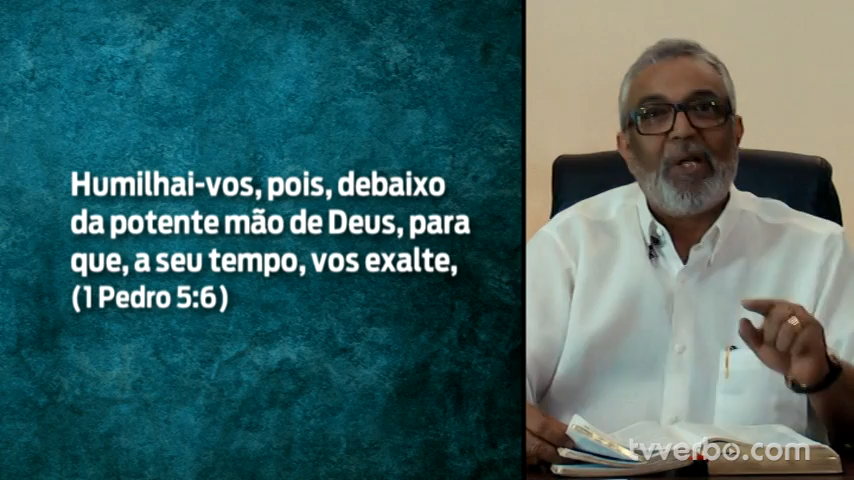 Humilhai-vos, pois, debaixo
da potente mão de Deus, para
que, a seu tempo, vos exalte,
(1 Pedro 5:6)
tvverbo.com